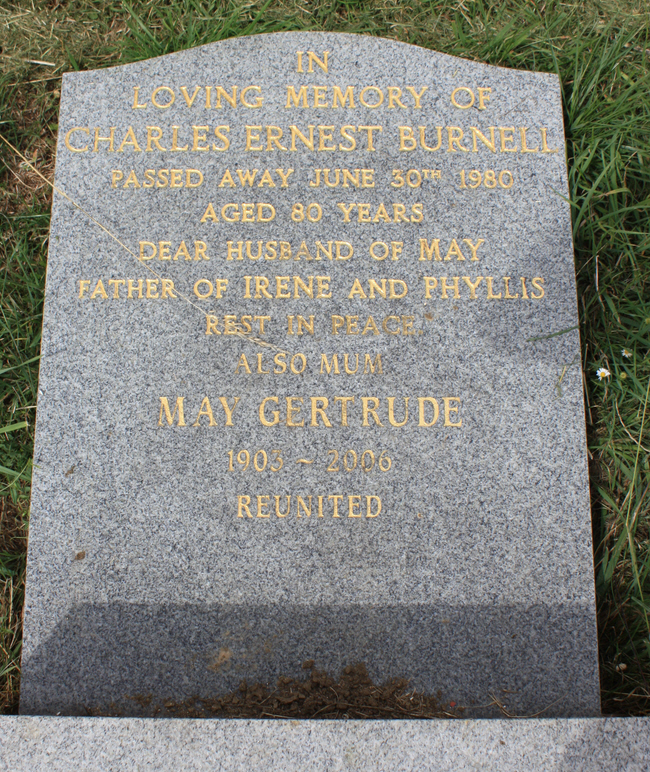 IN
LOVING MEMORY OF
CHARLES ERNEST BURNELL
PASSED AWAY JUNE 30TH 1980
AGED 80 YEARS
DEAR HUSBAND OF MAY
FATHER OF IRENE AND PHYLLIS
REST IN PEACE."
ALSO MUM
MAY GERTRUDE
1903 ~ 2006
REUNITED